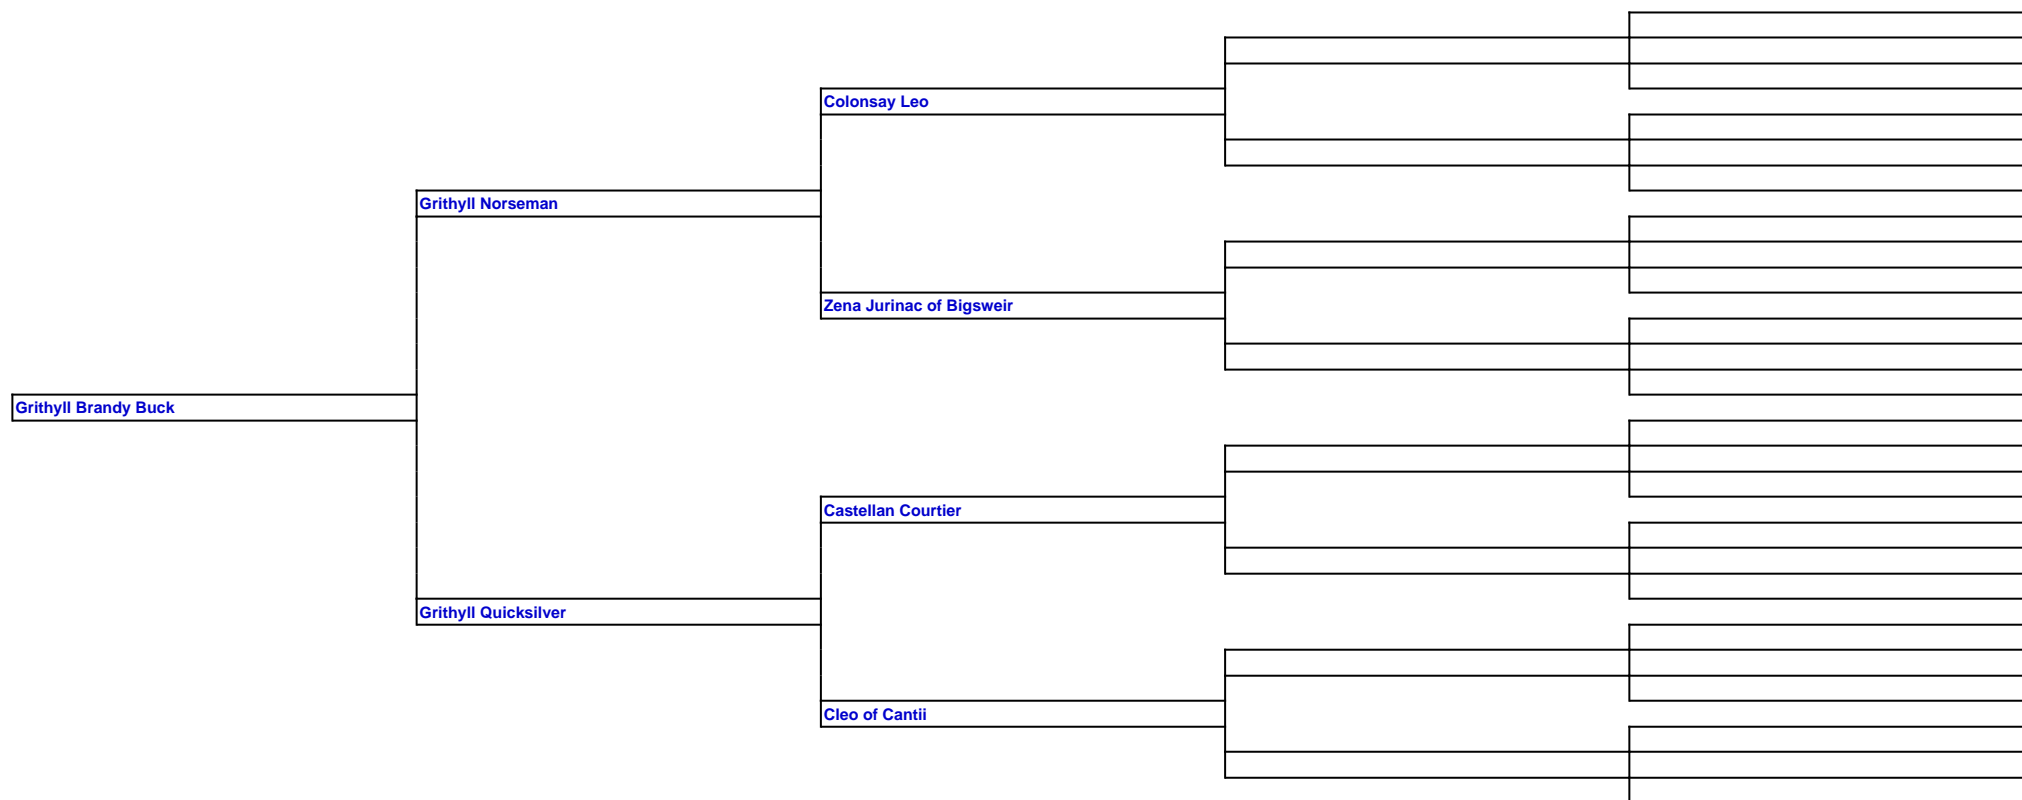 Colonsay Leo
Grithyll Norseman
Zena Jurinac of Bigsweir
Grithyll Brandy Buck
Castellan Courtier
Grithyll Quicksilver
Cleo of Cantii